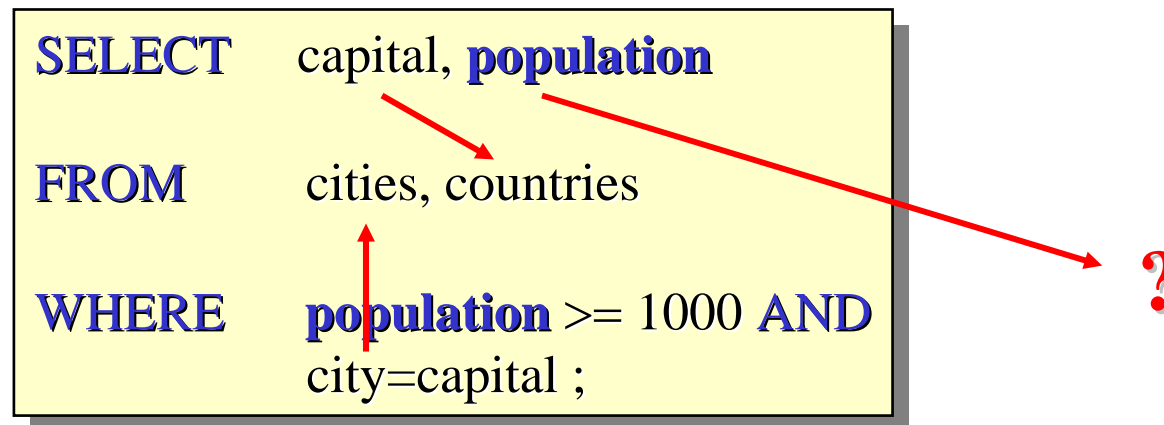 SELECT capital, population
FROM cities, countries
?
WHERE population >= 1000 AND
city=capital ;